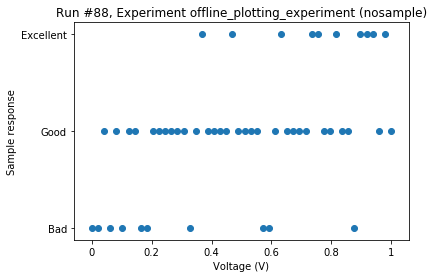 Run #88, Experiment offline_plotting_experiment (nosample)
Excellent
Good
Bad
Sample response
0 0.2 0.4 0.6 0.8 1
Voltage (V)